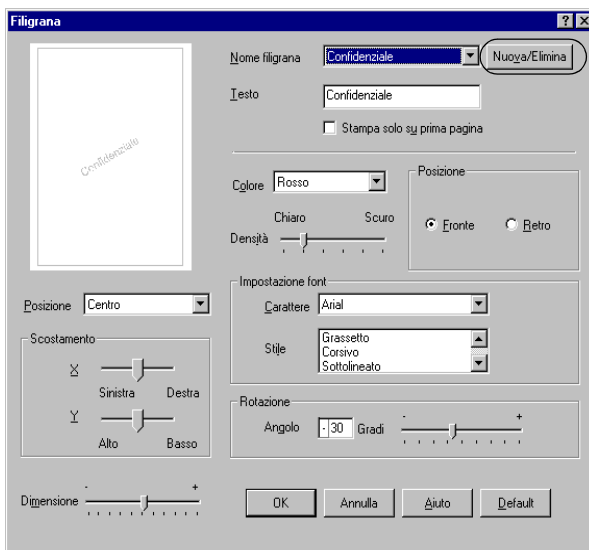 Filigrana
Nome filigrana Confidenziale Nuova/Elimina
Testo Confidenziale
Stampa solo su prima pagina
Confidenziale
Colore Rosso
Chiaro Scuro
Densità
Posizione
Fronte Retro
Posizione Centro
Impostazione font
Carattere Arial
Stile Grassetto
Corsivo
Sottolineato
Scostamento
X
Sinistra Destra
Y
Alto Basso
Rotazione
Angolo -30 Gradi - +
Dimensione - +
OK Annulla Aiuto Default